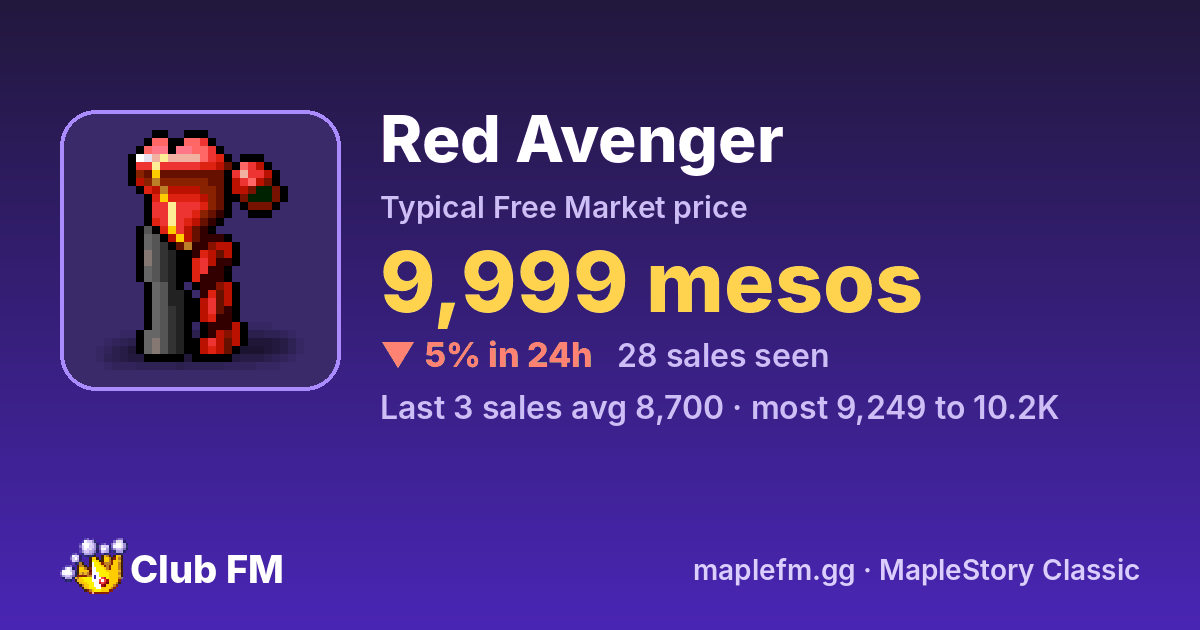 Red Avenger
Typical Free Market price
9,999 mesos
▼ 5% in 24h 28 sales seen
Last 3 sales avg 8,700 · most 9,249 to 10.2K
Club FM
maplefm.gg · MapleStory Classic